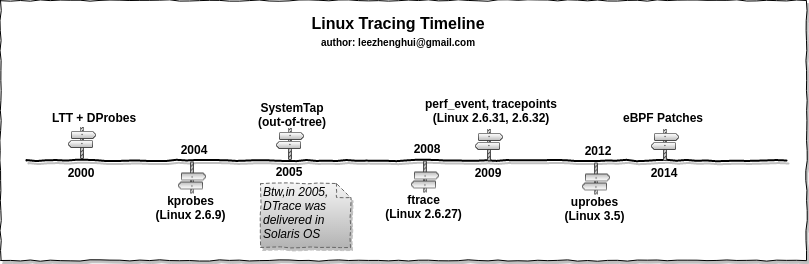 Linux Tracing Timeline
author: leezhenghui@gmail.com
LTT + DProbes
2000
2004
kprobes
(Linux 2.6.9)
SystemTap
(out-of-tree)
2005
Btw,in 2005,
DTrace was
delivered in
Solaris OS
2008
ftrace
(Linux 2.6.27)
perf_event, tracepoints
(Linux 2.6.31, 2.6.32)
2009
2012
uprobes
(Linux 3.5)
eBPF Patches
2014